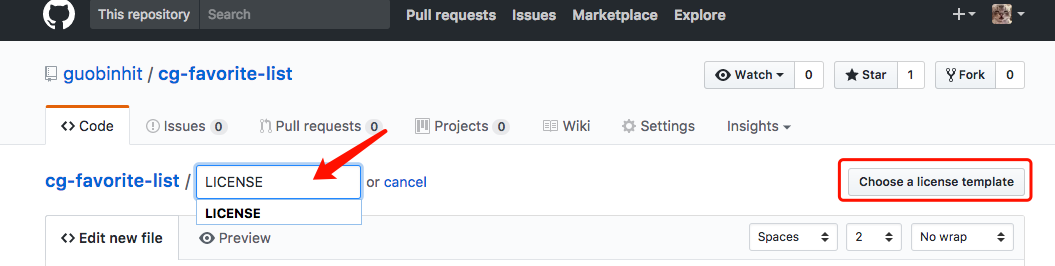 This repository Search Pull requests Issues Marketplace Explore
guobinhit / cg-favorite-list Watch 0 Star 1 Fork 0
Code Issues 0 Pull requests 0 Projects 0 Wiki Settings Insights
cg-favorite-list / LICENSE or cancel Choose a license template
LICENSE
Edit new file Preview Spaces 2 No wrap